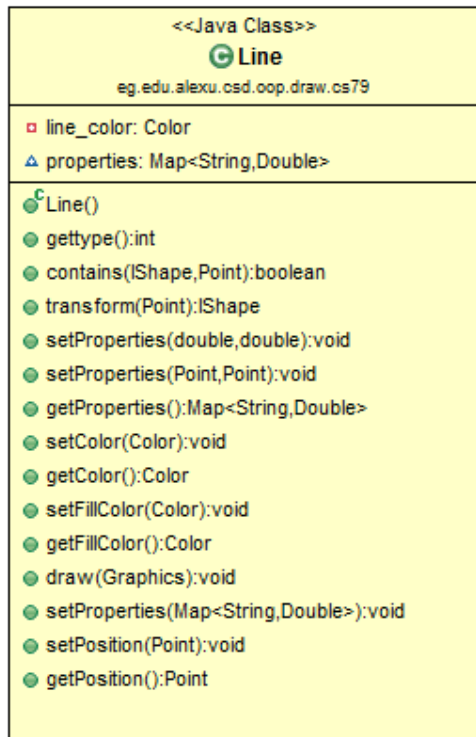 <<Java Class>>
C Line
eg.edu.alexu.csd.oop.draw.cs79
line_color: Color
properties: Map<String,Double>
C Line()
gettype():int
contains(IShape,Point):boolean
transform(Point):IShape
setProperties(double,double):void
setProperties(Point,Point):void
getProperties():Map<String,Double>
setColor(Color):void
getColor():Color
setFillColor(Color):void
getFillColor():Color
draw(Graphics):void
setProperties(Map<String,Double>):void
setPosition(Point):void
getPosition():Point